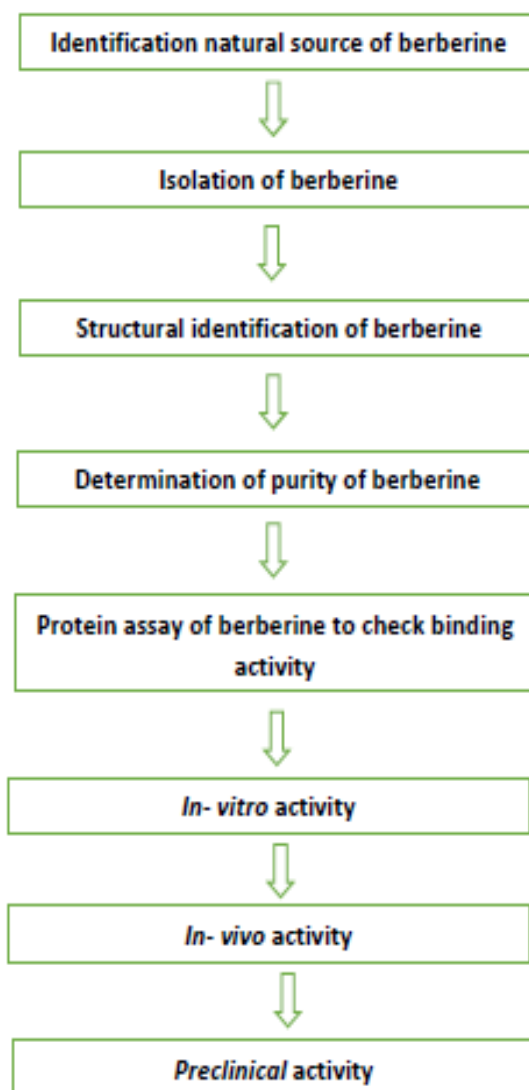 Identification natural source of berberine
Isolation of berberine
Structural identification of berberine
Determination of purity of berberine
Protein assay of berberine to check binding
activity
In- vitro activity
In- vivo activity
Preclinical activity